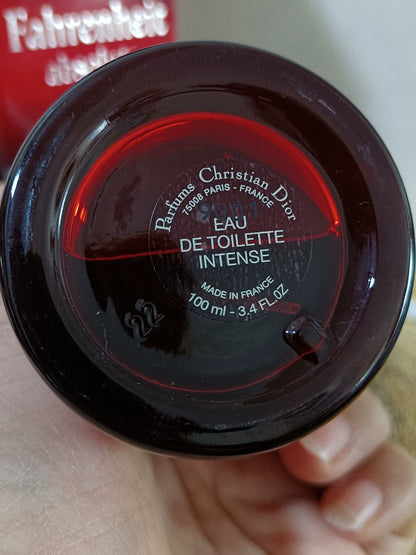 Fahrenheit
Parfums Christian Dior
75008 PARIS - FRANCE
EAU
DE TOILETTE
INTENSE
MADE IN FRANCE
100 ml - 3,4 FL.OZ
22